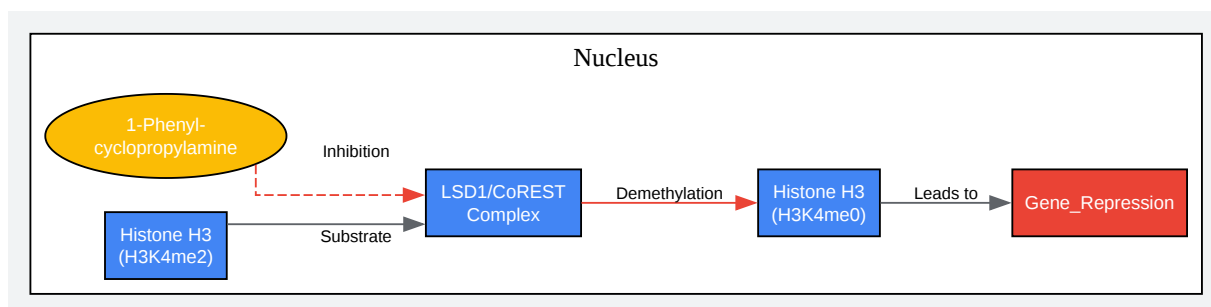 Nucleus
1-Phenyl-
cyclopropylamine
Inhibition
LSD1/CoREST
Complex
Demethylation
Histone H3
(H3K4me0)
Leads to
Gene_Repression
Histone H3
(H3K4me2)
Substrate